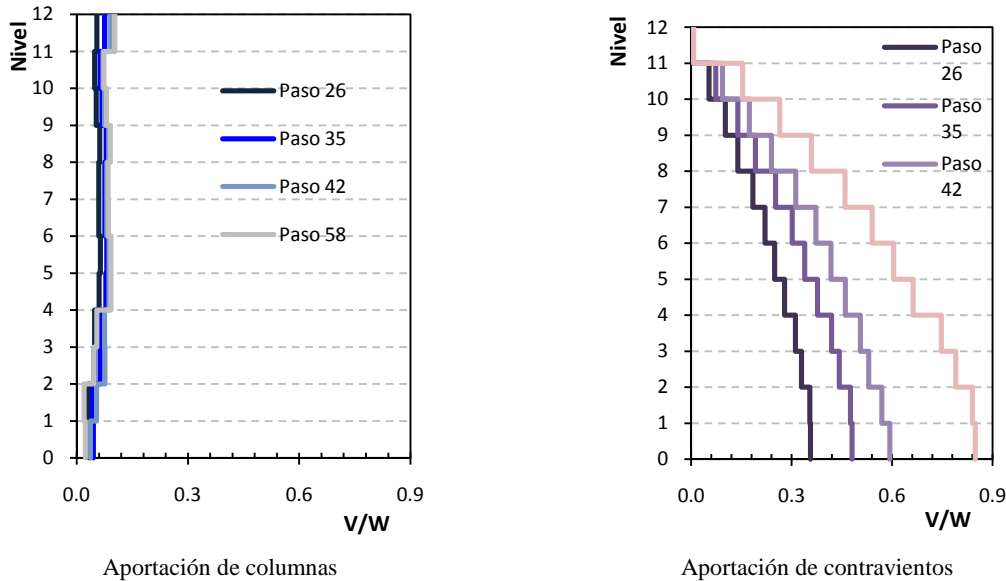 Nivel
12
11
10
9
8
7
6
5
4
3
2
1
0
0.0 0.3 0.6 0.9
V/W
Paso 26
Paso 35
Paso 42
Paso 58
Aportación de columnas
Nivel
12
11
10
9
8
7
6
5
4
3
2
1
0
0.0 0.3 0.6 0.9
V/W
Paso
26
Paso
35
Paso
42
Aportación de contravientos